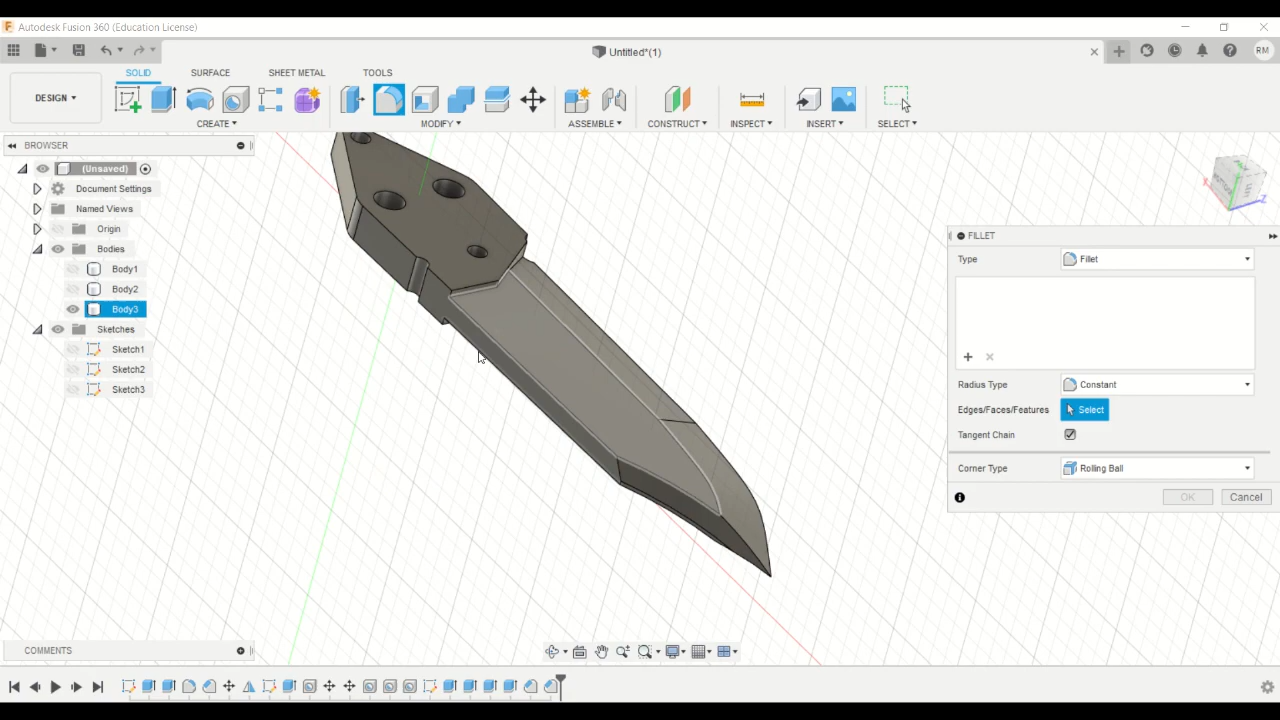 Autodesk Fusion 360 (Education License)
Untitled*(1)
RM
SOLID SURFACE SHEET METAL TOOLS
DESIGN
CREATE MODIFY ASSEMBLE CONSTRUCT INSPECT INSERT SELECT
BROWSER
(Unsaved)
Document Settings
Named Views
Origin
Bodies
Body1
Body2
Body3
Sketches
Sketch1
Sketch2
Sketch3
FILLET
Type Fillet
Radius Type Constant
Edges/Faces/Features Select
Tangent Chain
Corner Type Rolling Ball
OK Cancel
COMMENTS